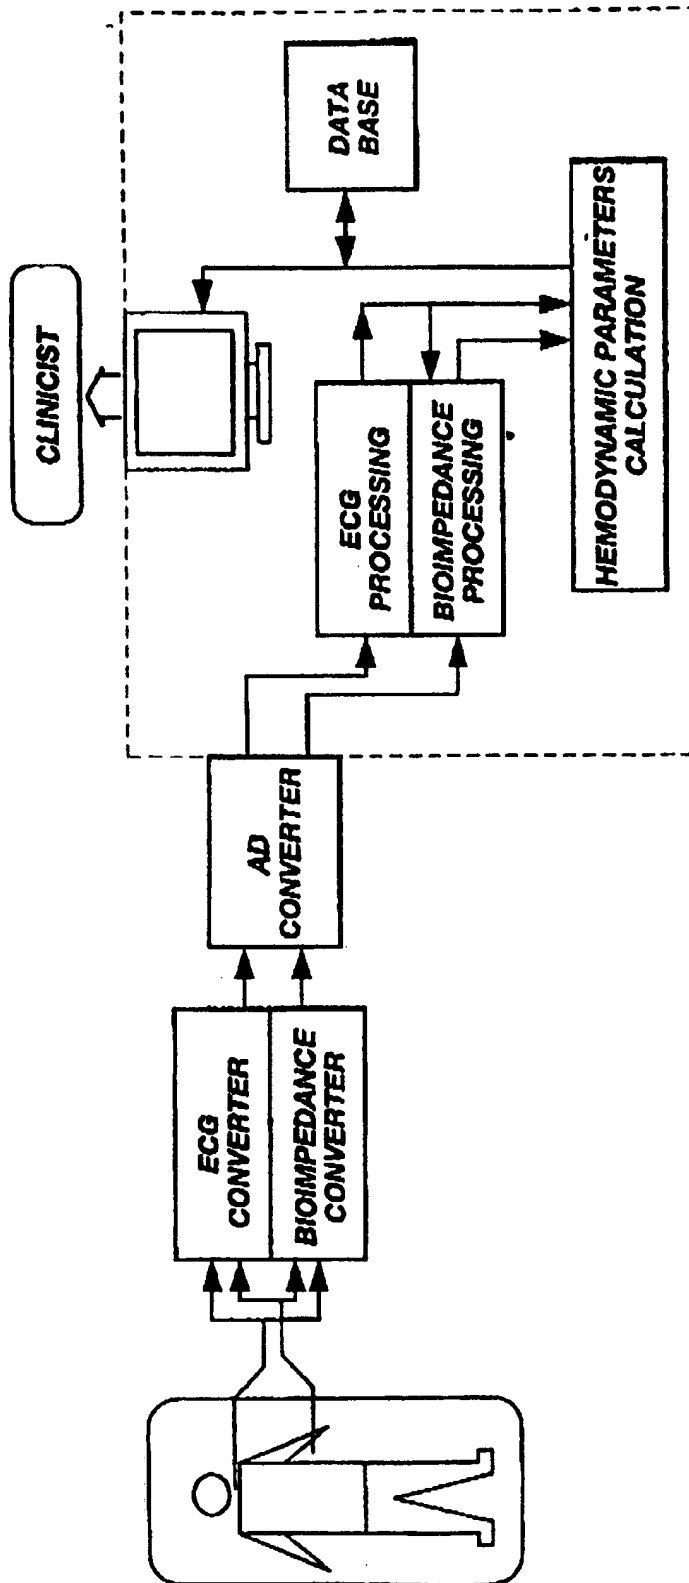 ECG
CONVERTER
BIOIMPEDANCE
CONVERTER
AD
CONVERTER
ECG
PROCESSING
BIOIMPEDANCE
PROCESSING
HEMODYNAMIC PARAMETERS
CALCULATION
DATA
BASE
CLINICIST